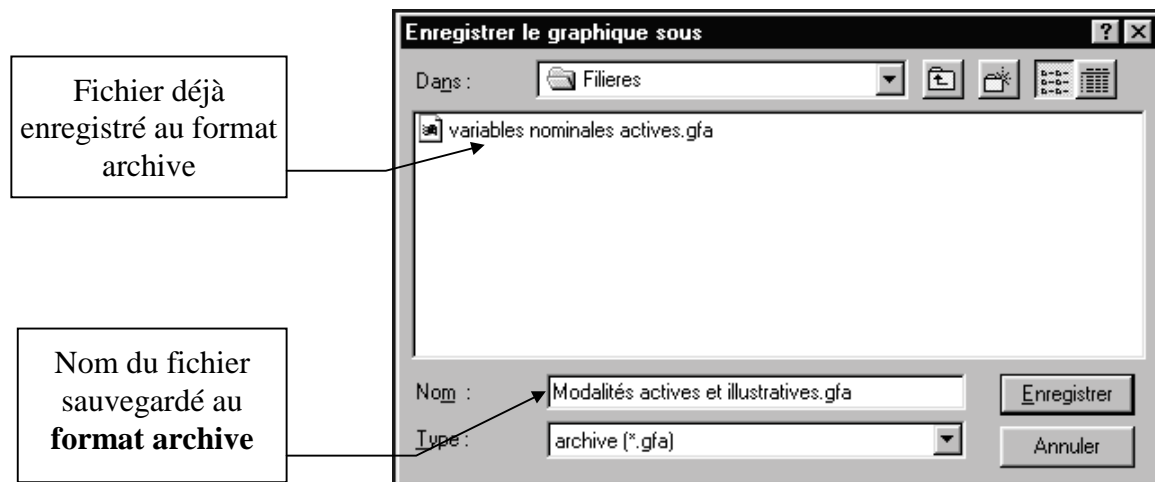 Enregistrer le graphique sous
Dans :
Filieres
Fichier déjà
enregistré au format
archive
variables nominales actives.gfa
Nom du fichier
sauvegardé au
format archive
Nom :
Modalités actives et illustratives.gfa
Enregistrer
Type :
archive (*.gfa)
Annuler